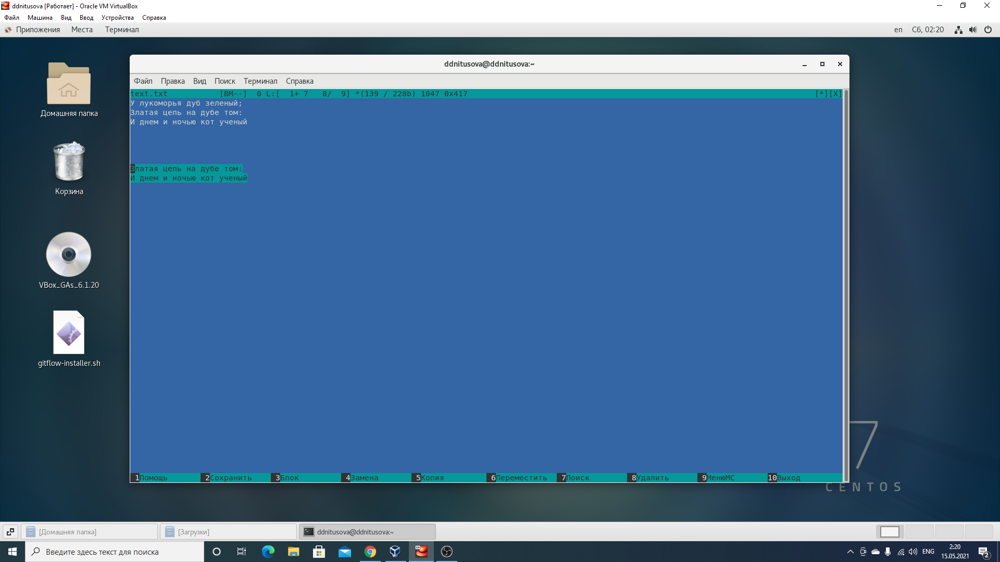 ddnitusova [Работает] - Oracle VM VirtualBox
Файл Машина Вид Ввод Устройства Справка
Приложения Места Терминал en Сб, 02:20
ddnitusova@ddnitusova:~
Файл Правка Вид Поиск Терминал Справка
text.txt [BM--] 0 L:[ 1+ 7 8/ 9] *(139 / 228b) 1047 0x417 [*][X]
У лукоморья дуб зеленый;
Златая цепь на дубе том:
И днем и ночью кот ученый
Златая цепь на дубе том:
И днем и ночью кот ученый
1Помощь 2Сохранить 3Блок 4Замена 5Копия 6Переместить 7Поиск 8Удалить 9МенюМС 10Выход
Домашняя папка
Корзина
VBox_GAs_6.1.20
gitflow-installer.sh
7
CENTOS
[Домашняя папка] [Загрузки] ddnitusova@ddnitusova:~
Введите здесь текст для поиска
ENG
2:20
15.05.2021
2